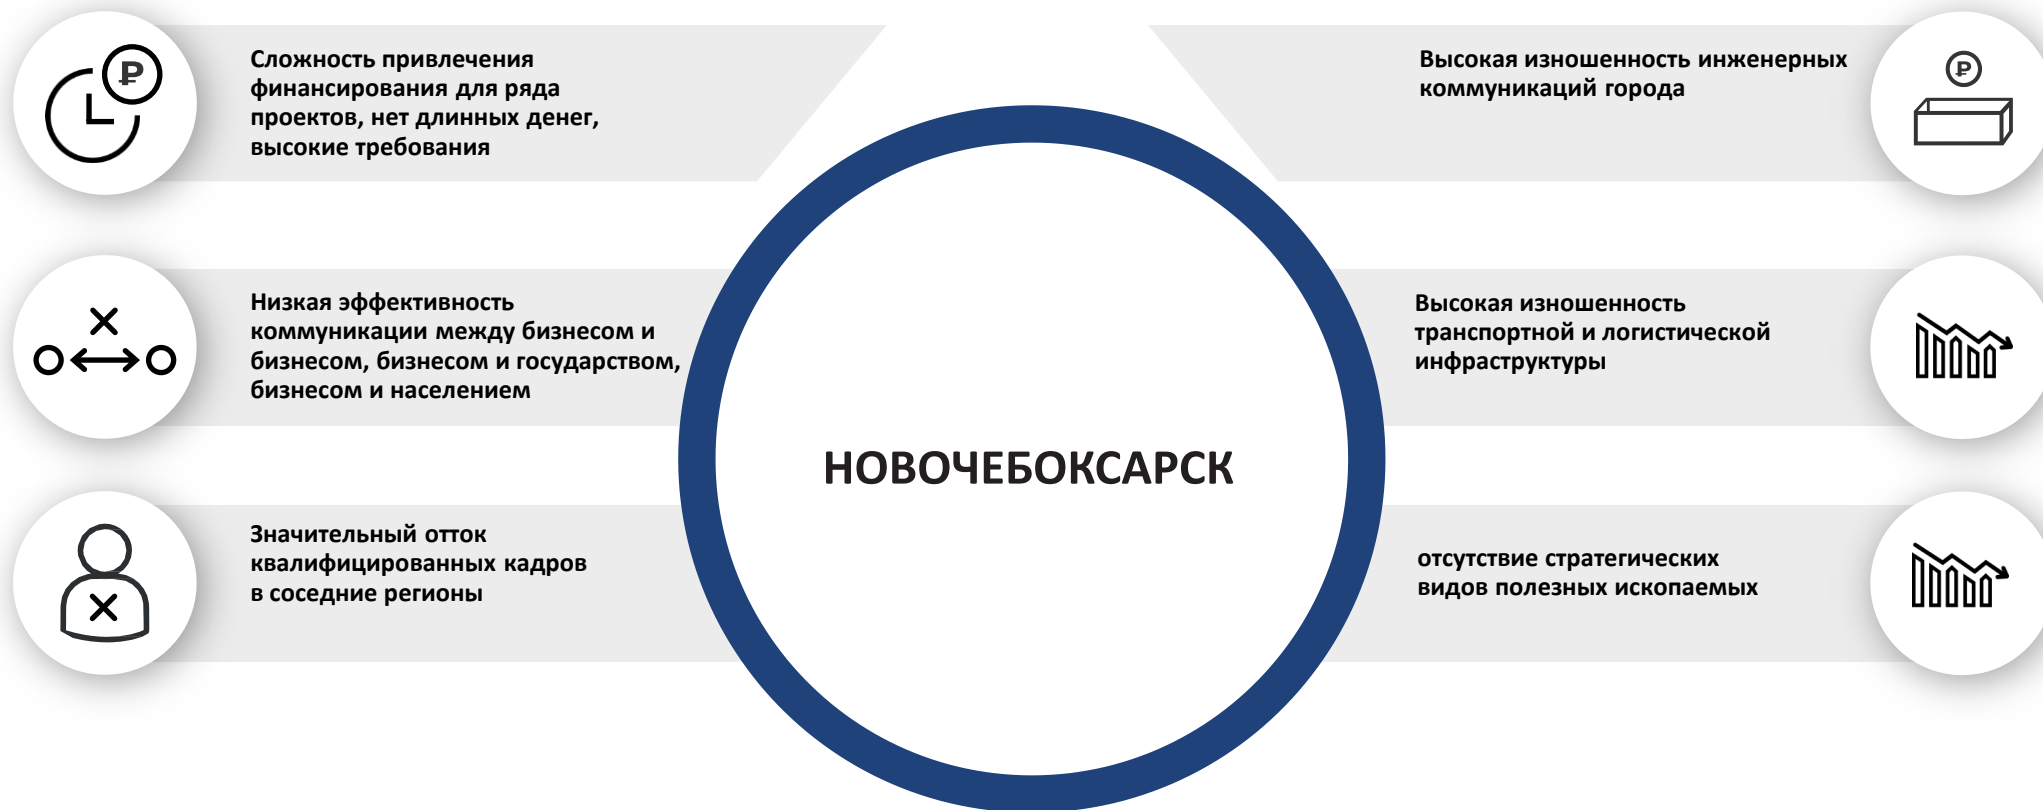 Сложность привлечения
финансирования для ряда
проектов, нет длинных денег,
высокие требования
Низкая эффективность
коммуникации между бизнесом и
бизнесом, бизнесом и государством,
бизнесом и населением
Значительный отток
квалифицированных кадров
в соседние регионы
НОВОЧЕБОКСАРСК
Высокая изношенность инженерных
коммуникаций города
Высокая изношенность
транспортной и логистической
инфраструктуры
отсутствие стратегических
видов полезных ископаемых